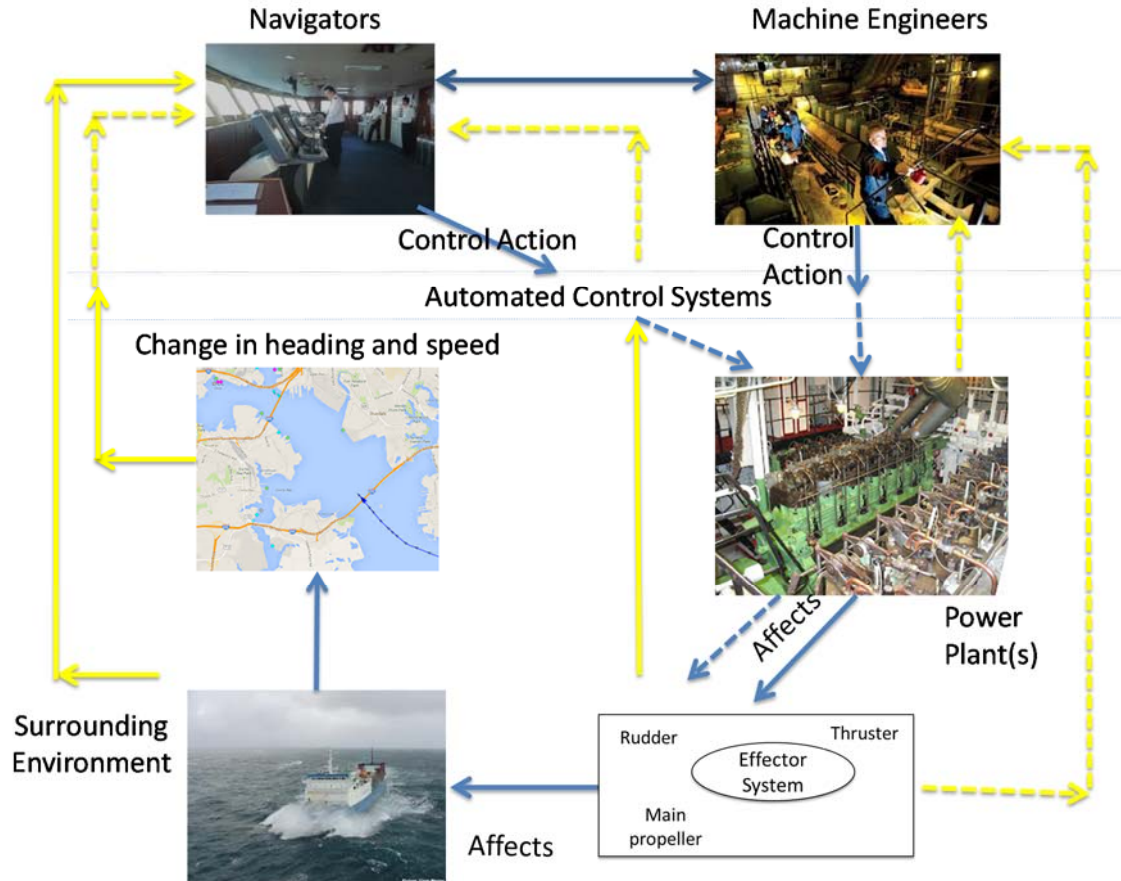 Navigators
Machine Engineers
Control Action
Control
Action
Automated Control Systems
Change in heading and speed
Affects
Power
Plant(s)
Surrounding
Environment
Rudder
Thruster
Effector
System
Main
propeller
Affects